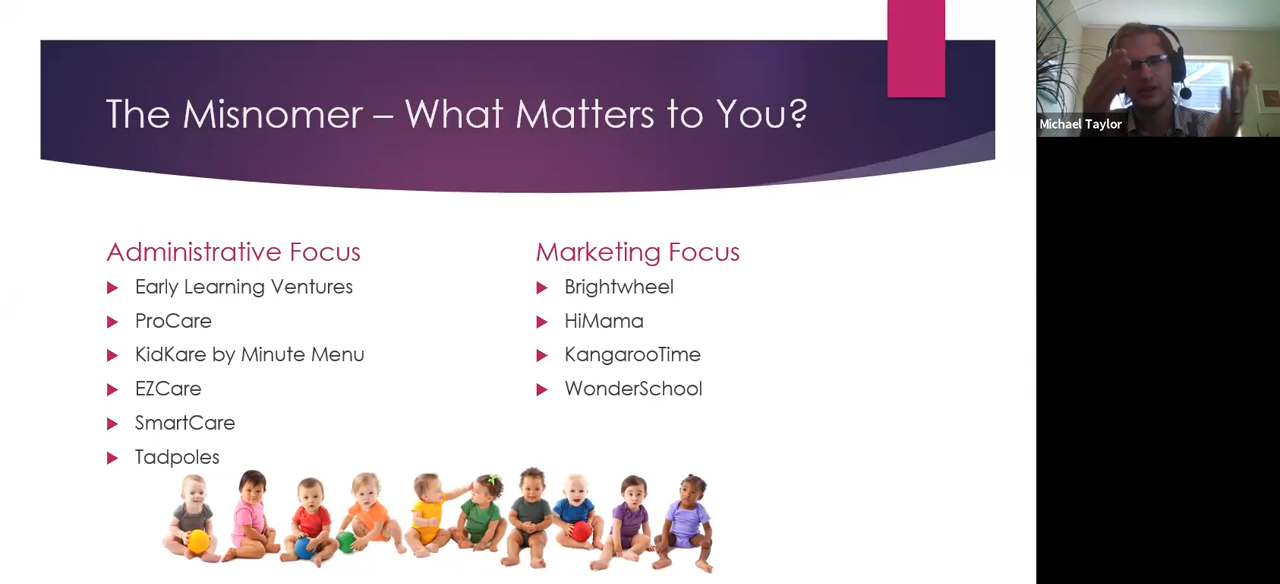 The Misnomer – What Matters to You?
Administrative Focus
Early Learning Ventures
ProCare
KidKare by Minute Menu
EZCare
SmartCare
Tadpoles
Marketing Focus
Brightwheel
HiMama
KangarooTime
WonderSchool
Michael Taylor